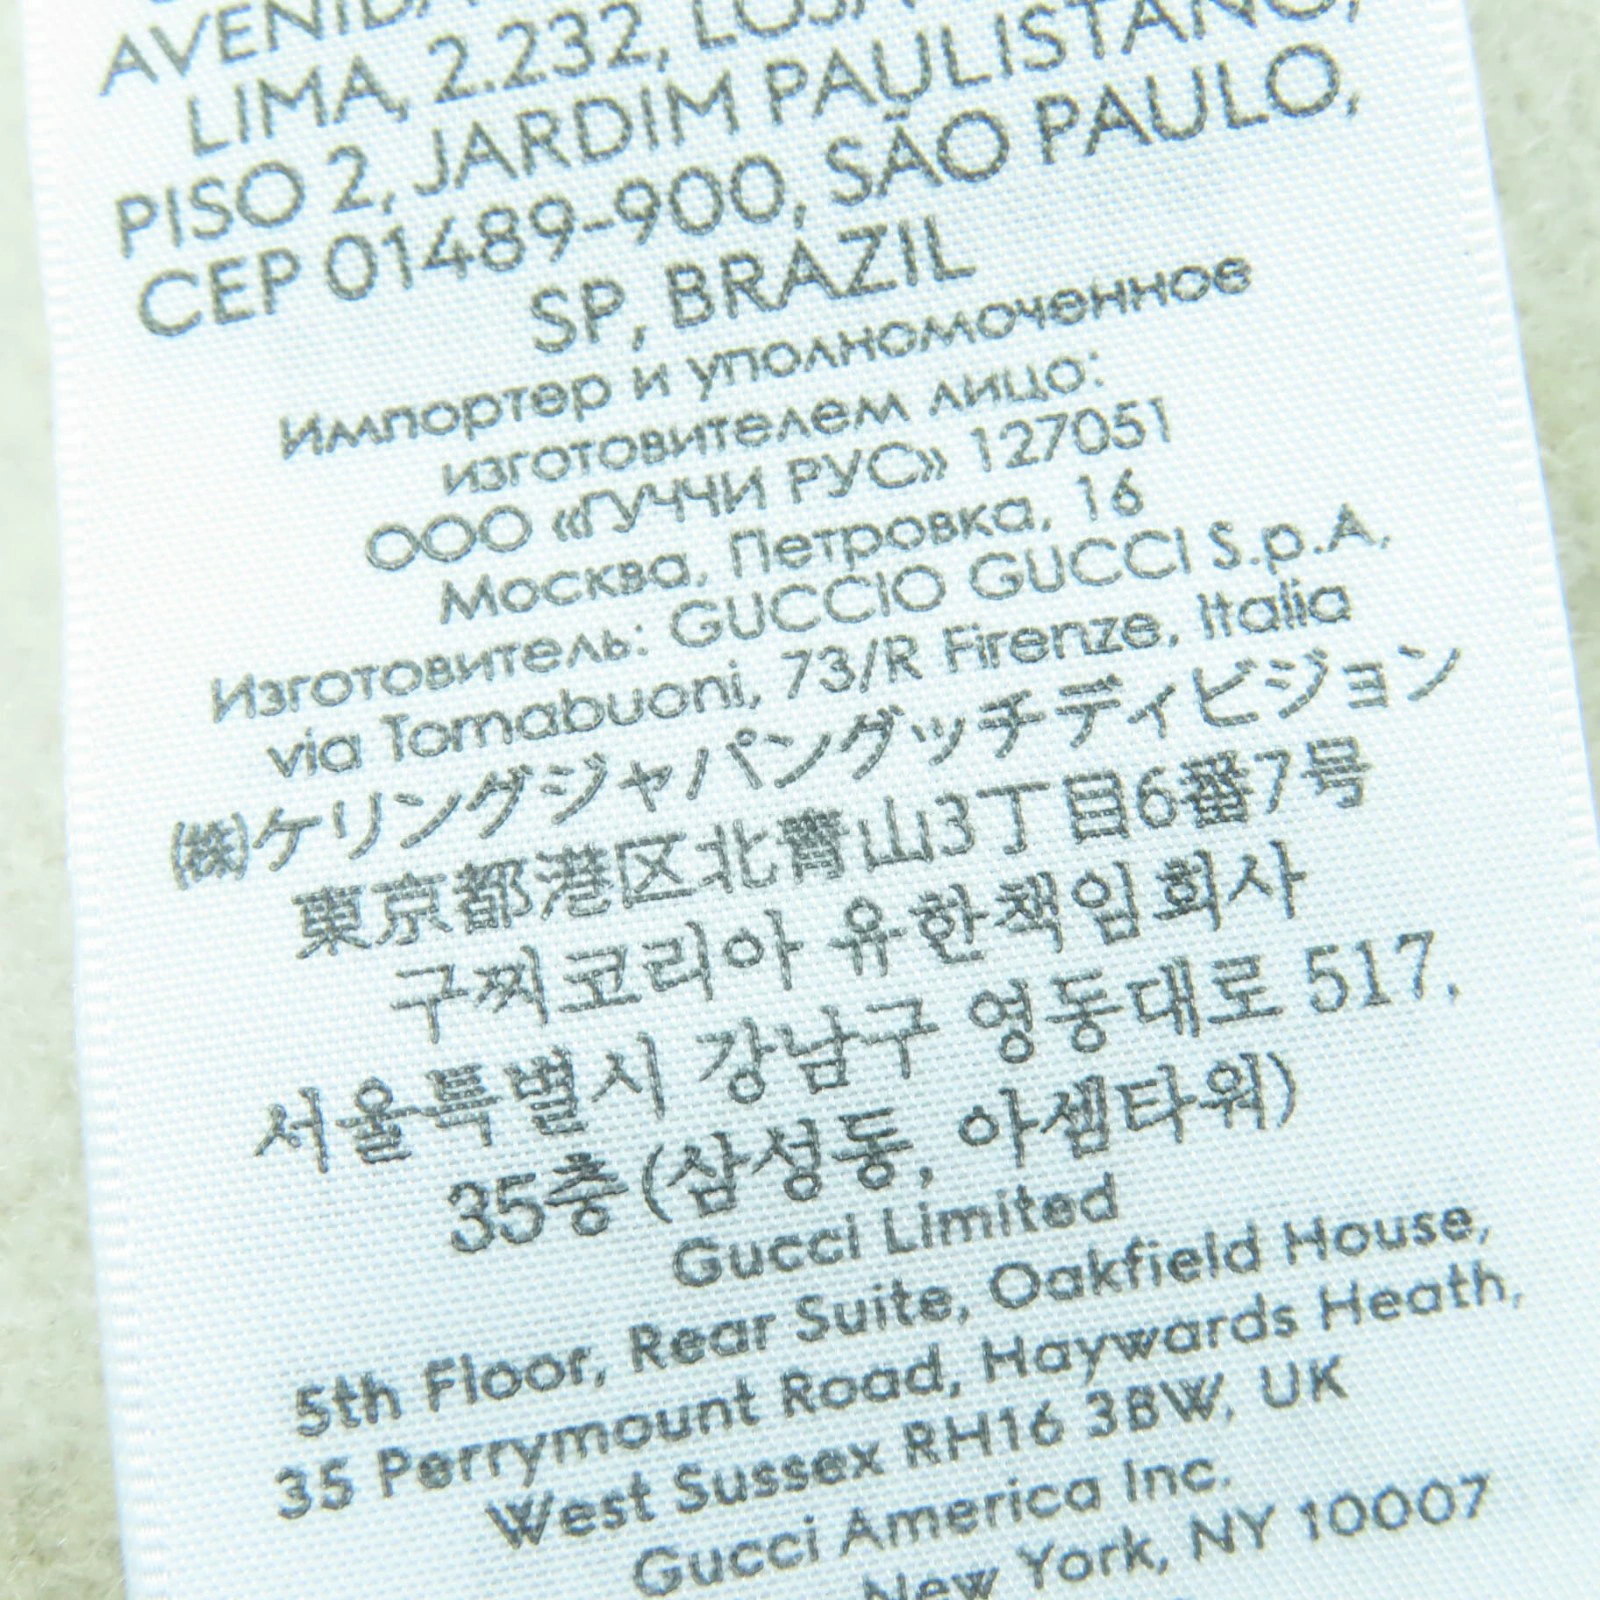 AVENIDA
LIMA, 2.232, LOJA
PISO 2, JARDIM PAULISTANO,
CEP 01489-900, SÃO PAULO,
SP, BRAZIL
Импортер и уполномоченное
изготовителем лицо:
ООО «ГУЧЧИ РУС» 127051
Москва, Петровка, 16
Изготовитель: GUCCIO GUCCI S.p.A.
via Tornabuoni, 73/R Firenze, Italia
㈱ケリングジャパングッチディビジョン
東京都港区北青山3丁目6番7号
구찌코리아 유한책임회사
서울특별시 강남구 영동대로 517,
35층(삼성동, 아셈타워)
Gucci Limited
5th Floor, Rear Suite, Oakfield House,
35 Perrymount Road, Haywards Heath,
West Sussex RH16 3BW, UK
Gucci America Inc.
New York, NY 10007